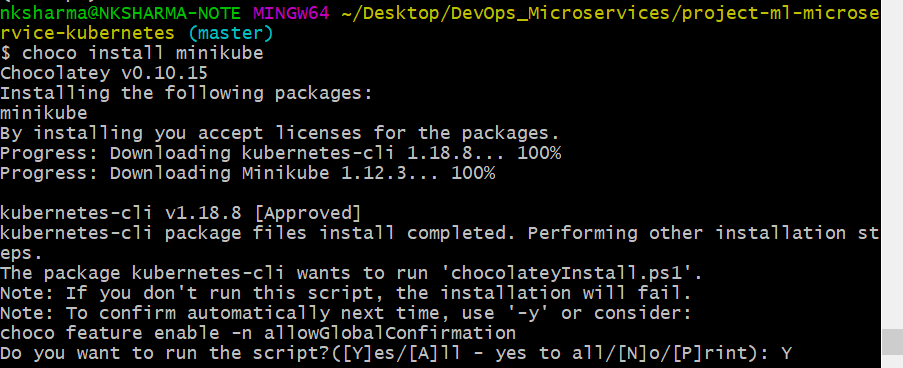 nksharma@NKSHARMA-NOTE MINGW64 ~/Desktop/DevOps_Microservices/project-ml-microse
rvice-kubernetes (master)
$ choco install minikube
Chocolatey v0.10.15
Installing the following packages:
minikube
By installing you accept licenses for the packages.
Progress: Downloading kubernetes-cli 1.18.8... 100%
Progress: Downloading Minikube 1.12.3... 100%

kubernetes-cli v1.18.8 [Approved]
kubernetes-cli package files install completed. Performing other installation st
eps.
The package kubernetes-cli wants to run 'chocolateyInstall.ps1'.
Note: If you don't run this script, the installation will fail.
Note: To confirm automatically next time, use '-y' or consider:
choco feature enable -n allowGlobalConfirmation
Do you want to run the script?([Y]es/[A]ll - yes to all/[N]o/[P]rint): Y